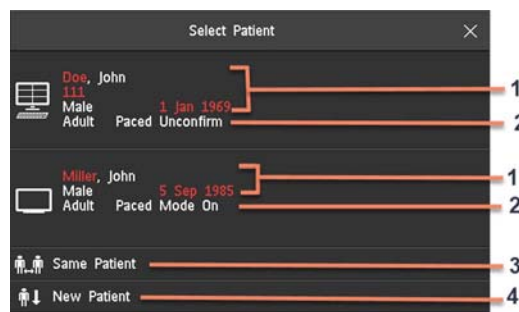 Select Patient
Doe, John
111
Male 1 Jan 1969
Adult Paced Unconfirm
Miller, John
Male 5 Sep 1985
Adult Paced Mode On
Same Patient
New Patient
1
2
1
2
3
4